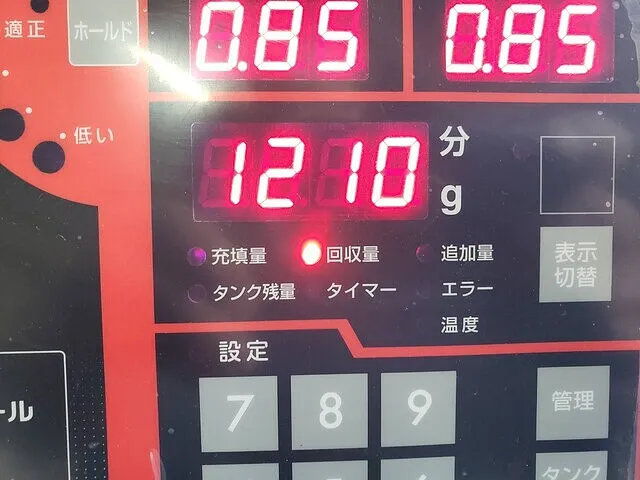 適正
ホールド
0.85
0.85
低い
1210
分
g
充填量
回収量
追加量
タンク残量
タイマー
エラー
温度
表示
切替
設定
7
8
9
管理
ール
タンク